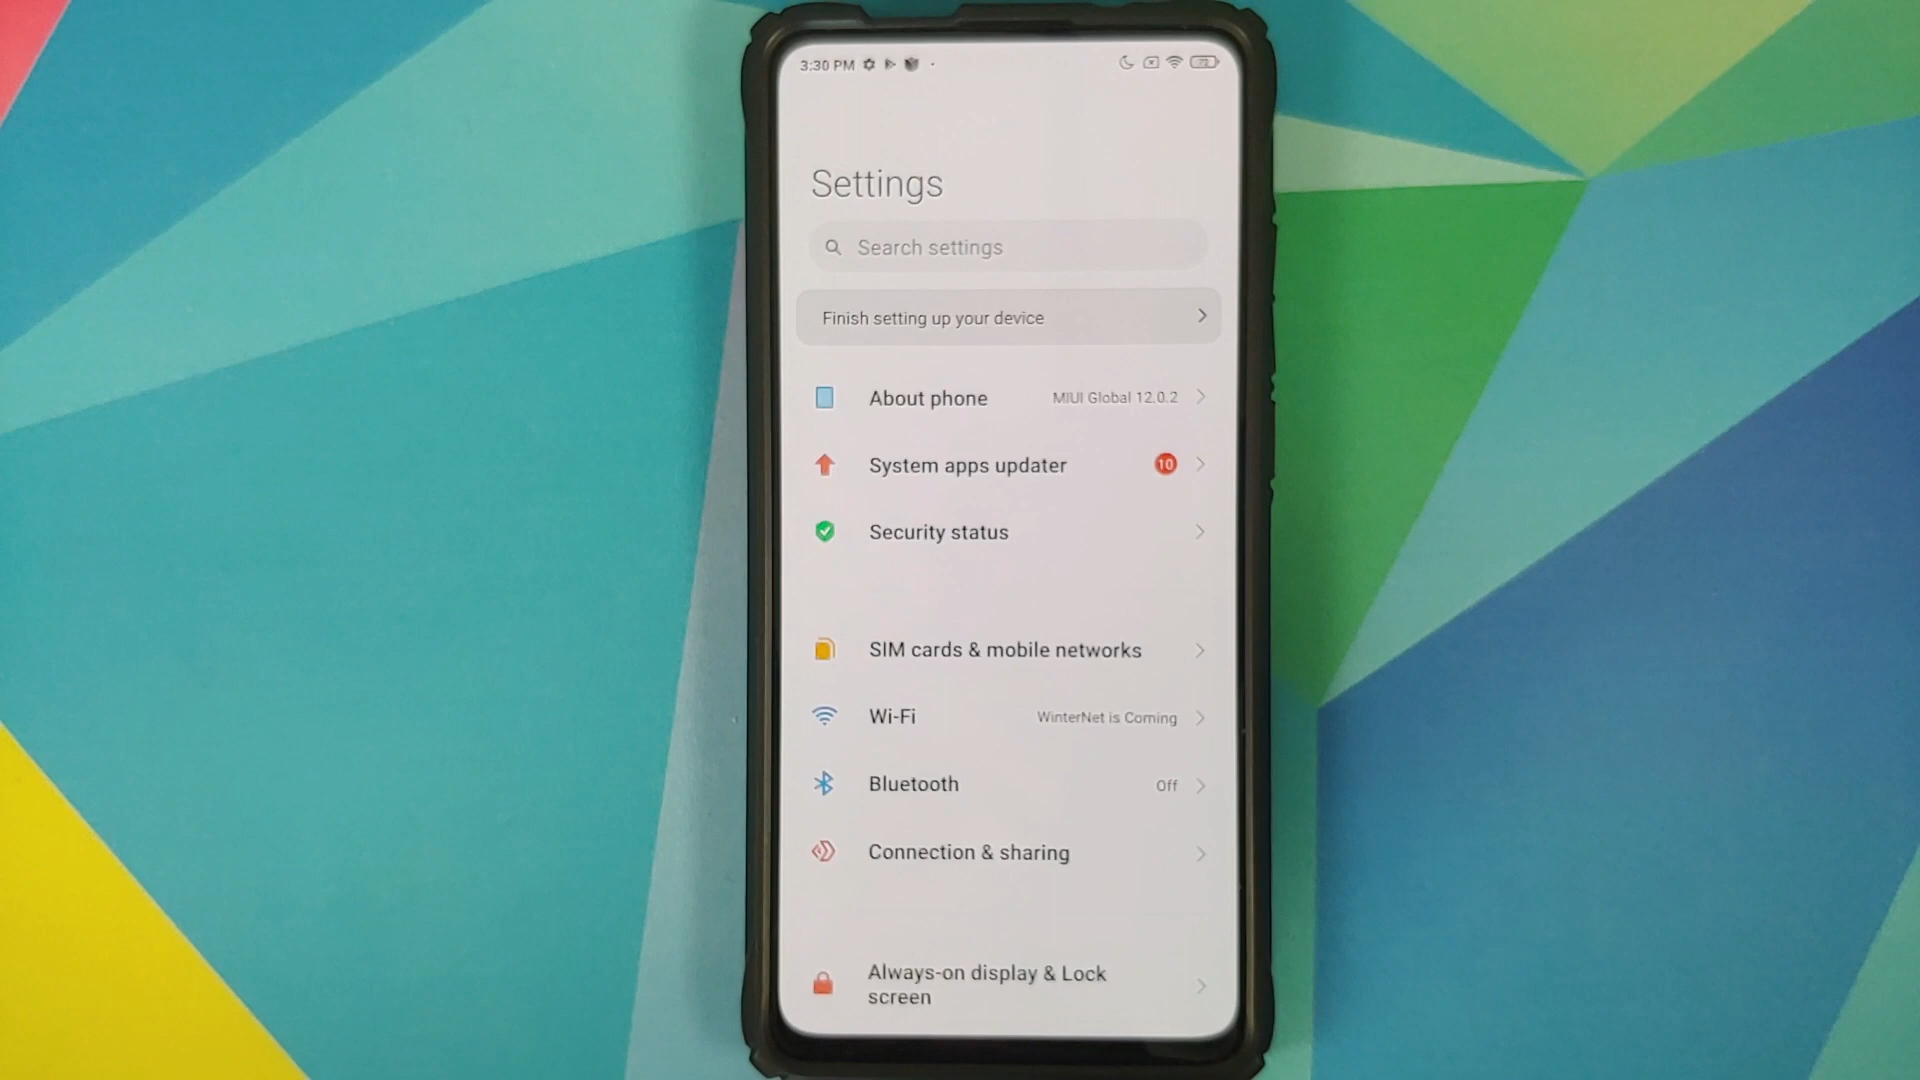 3:30 PM
Settings
Search settings
Finish setting up your device
About phone MIUI Global 12.0.2
System apps updater 10
Security status
SIM cards & mobile networks
Wi-Fi WinterNet is Coming
Bluetooth Off
Connection & sharing
Always-on display & Lock
screen